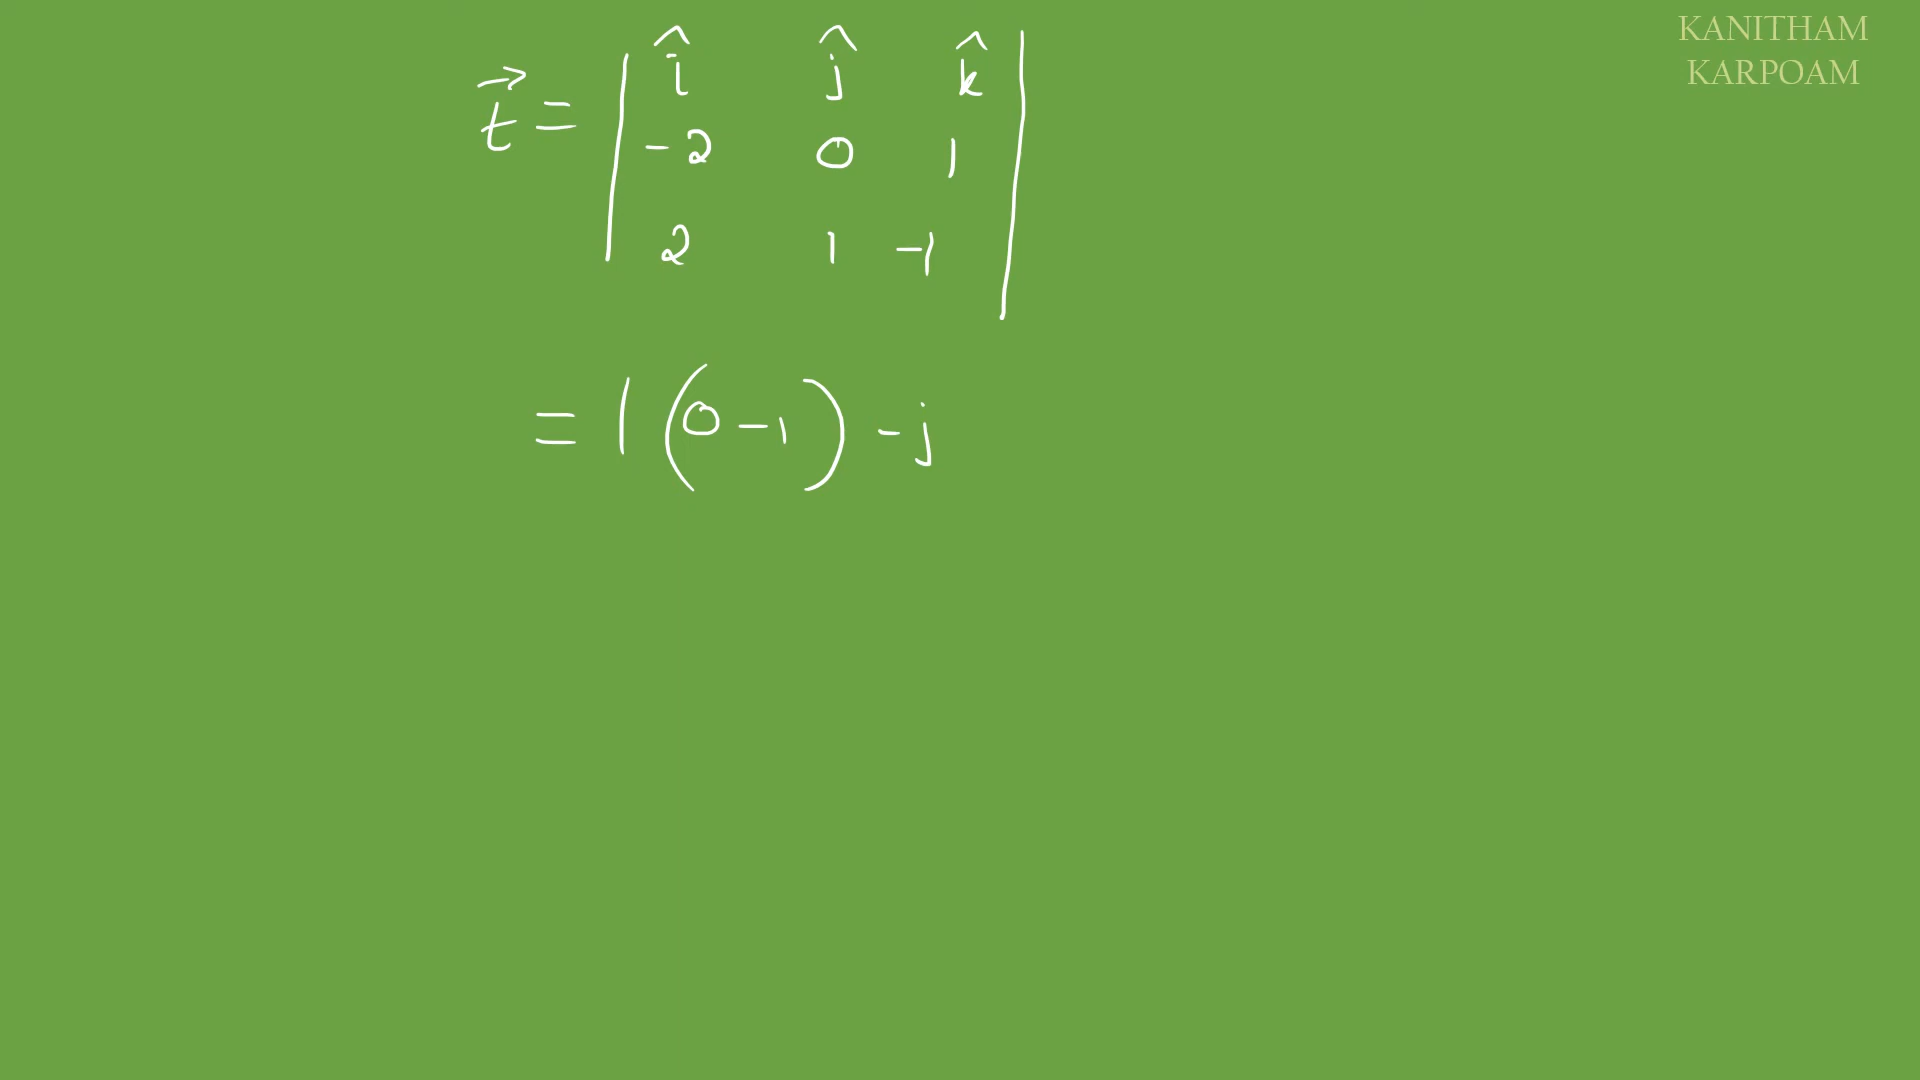 KANITHAM
KARPOAM
t⃗ = | î ĵ k̂ |
-2 0 1
2 1 -1
= | (0 - 1) - j